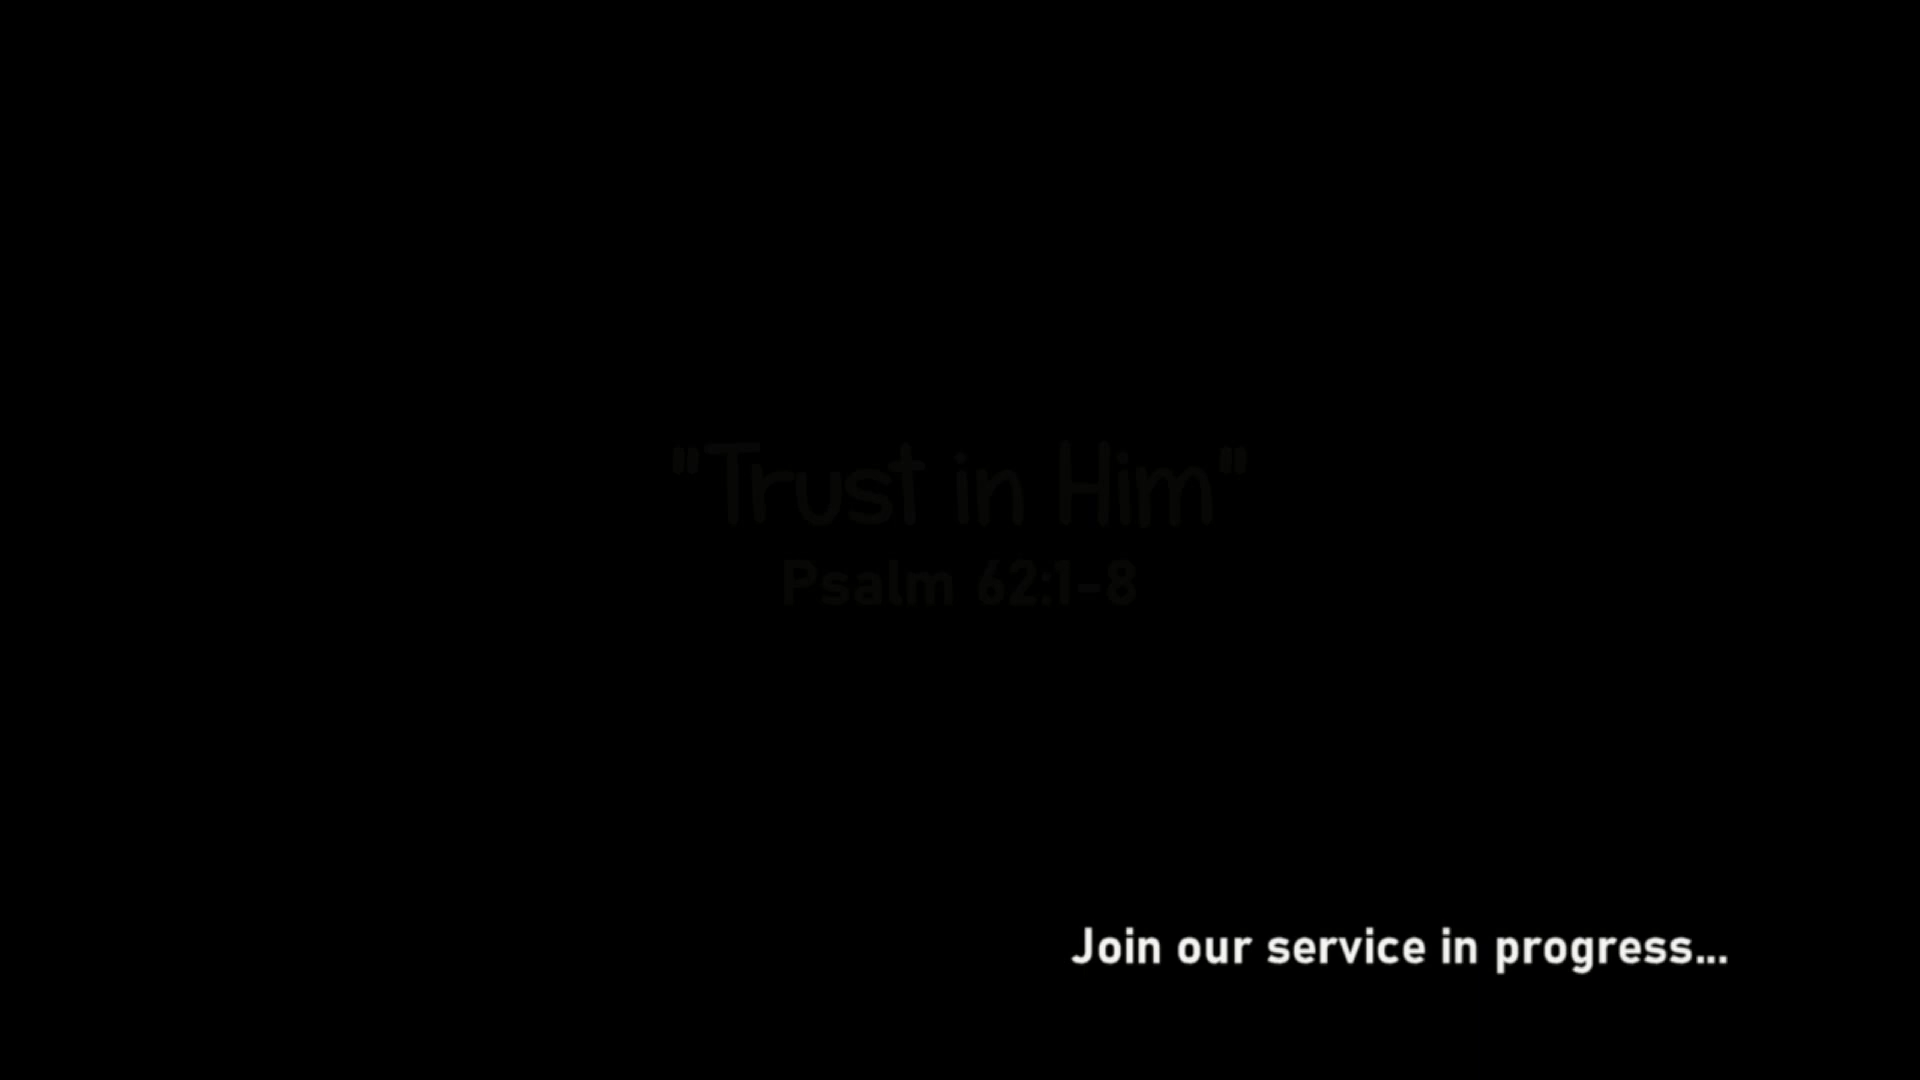 "Trust in Him"
Psalm 62:1-8
Join our service in progress...